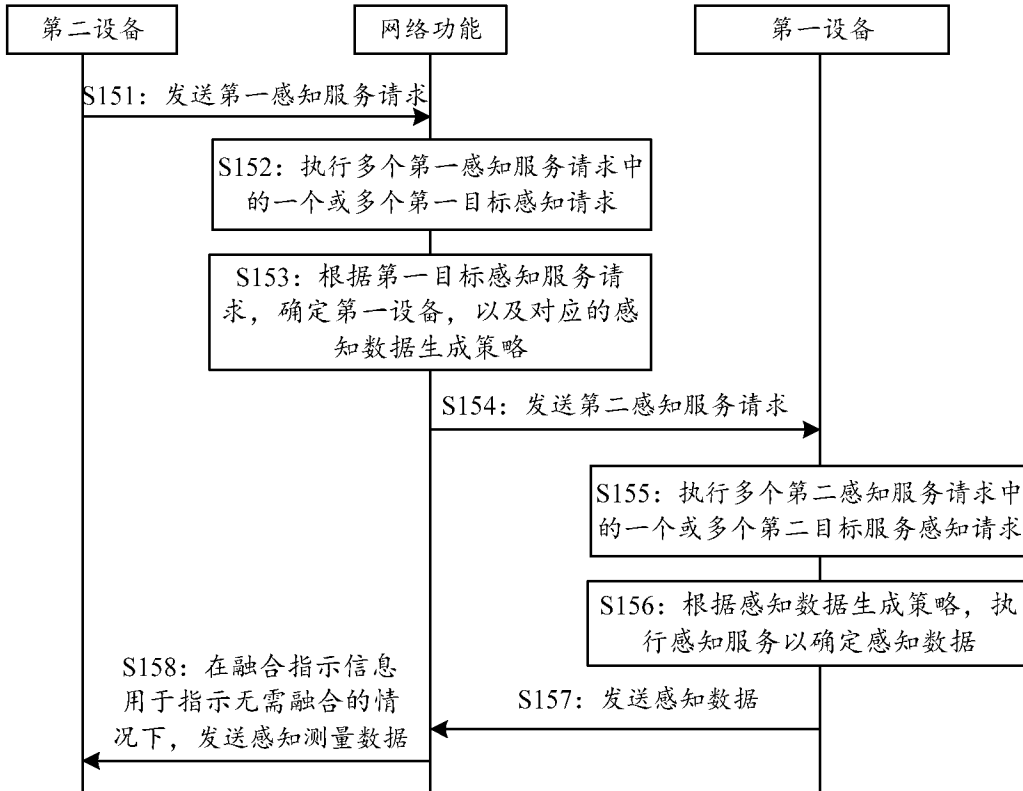 第二设备
网络功能
第一设备
S151：发送第一感知服务请求
S152：执行多个第一感知服务请求中
的一个或多个第一目标感知请求
S153：根据第一目标感知服务请
求，确定第一设备，以及对应的感
知数据生成策略
S154：发送第二感知服务请求
S155：执行多个第二感知服务请求中
的一个或多个第二目标服务感知请求
S156：根据感知数据生成策略，执
行感知服务以确定感知数据
S157：发送感知数据
S158：在融合指示信息
用于指示无需融合的情
况下，发送感知测量数据